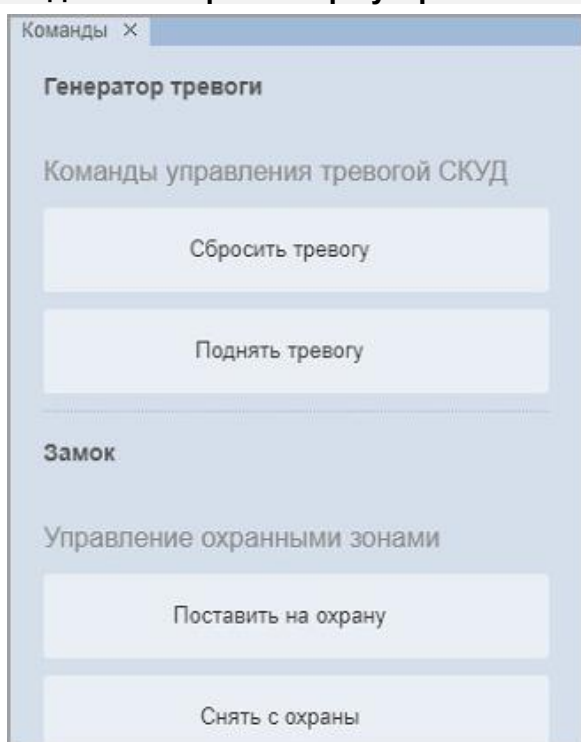 Команды ×
Генератор тревоги
Команды управления тревогой СКУД
Сбросить тревогу
Поднять тревогу
Замок
Управление охранными зонами
Поставить на охрану
Снять с охраны